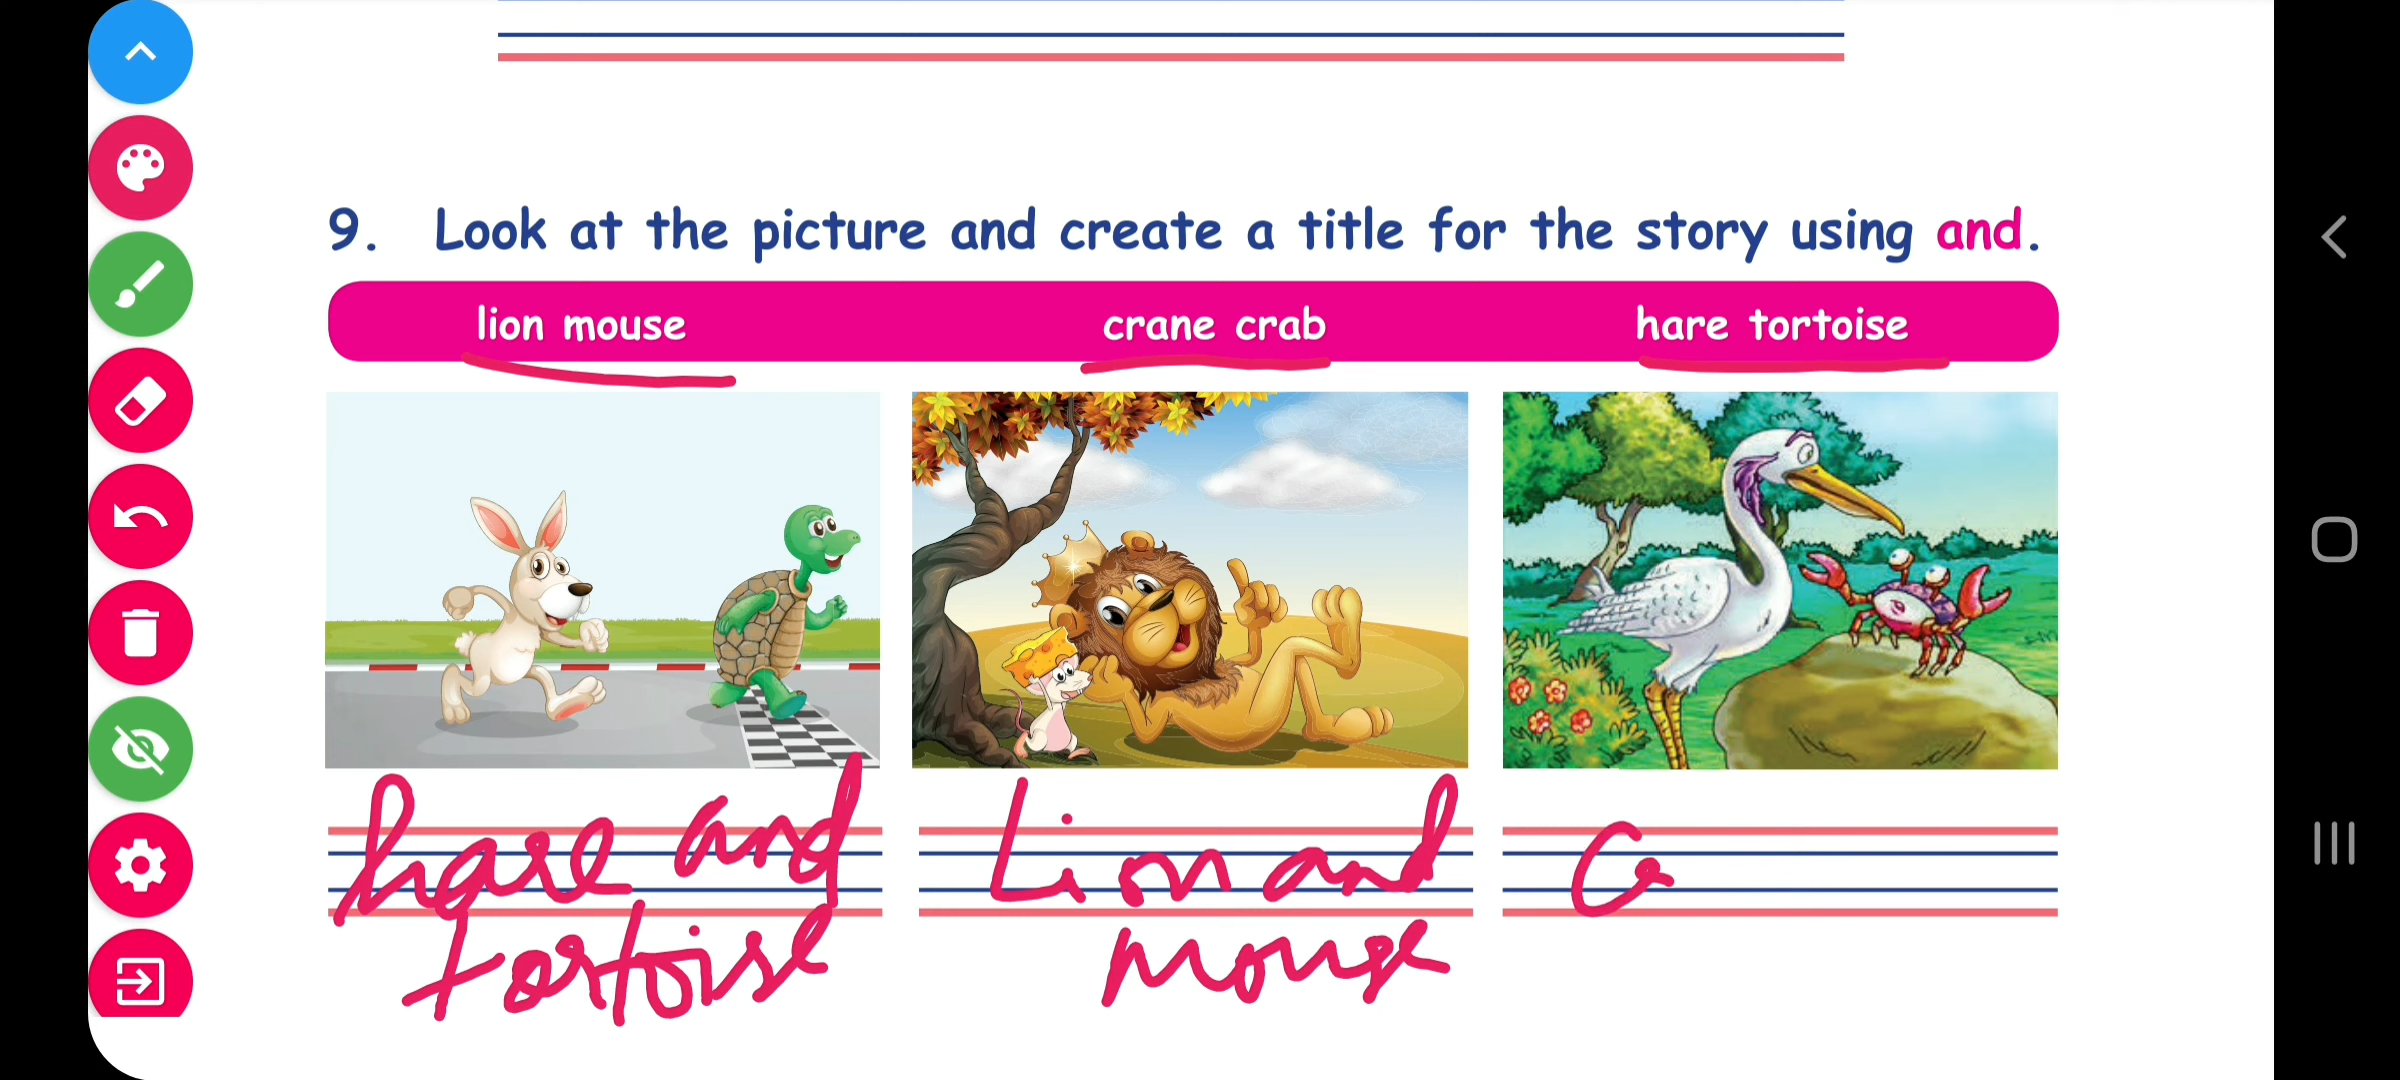 9. Look at the picture and create a title for the story using and.
lion mouse crane crab hare tortoise
hare and
tortoise
Lion and
mouse